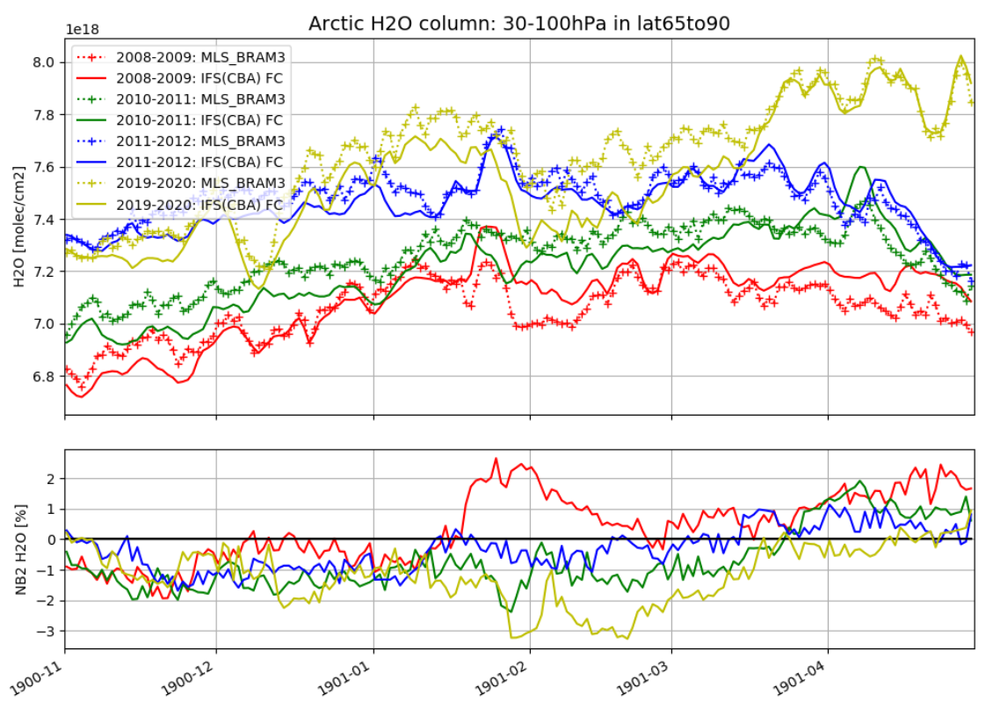 Arctic H2O column: 30-100hPa in lat65to90
1e18
2008-2009: MLS_BRAM3
2008-2009: IFS(CBA) FC
2010-2011: MLS_BRAM3
2010-2011: IFS(CBA) FC
2011-2012: MLS_BRAM3
2011-2012: IFS(CBA) FC
2019-2020: MLS_BRAM3
2019-2020: IFS(CBA) FC
H2O [molec/cm2]
8.0
7.8
7.6
7.4
7.2
7.0
6.8
NB2 H2O [%]
2
1
0
−1
−2
−3
1900-11
1900-12
1901-01
1901-02
1901-03
1901-04